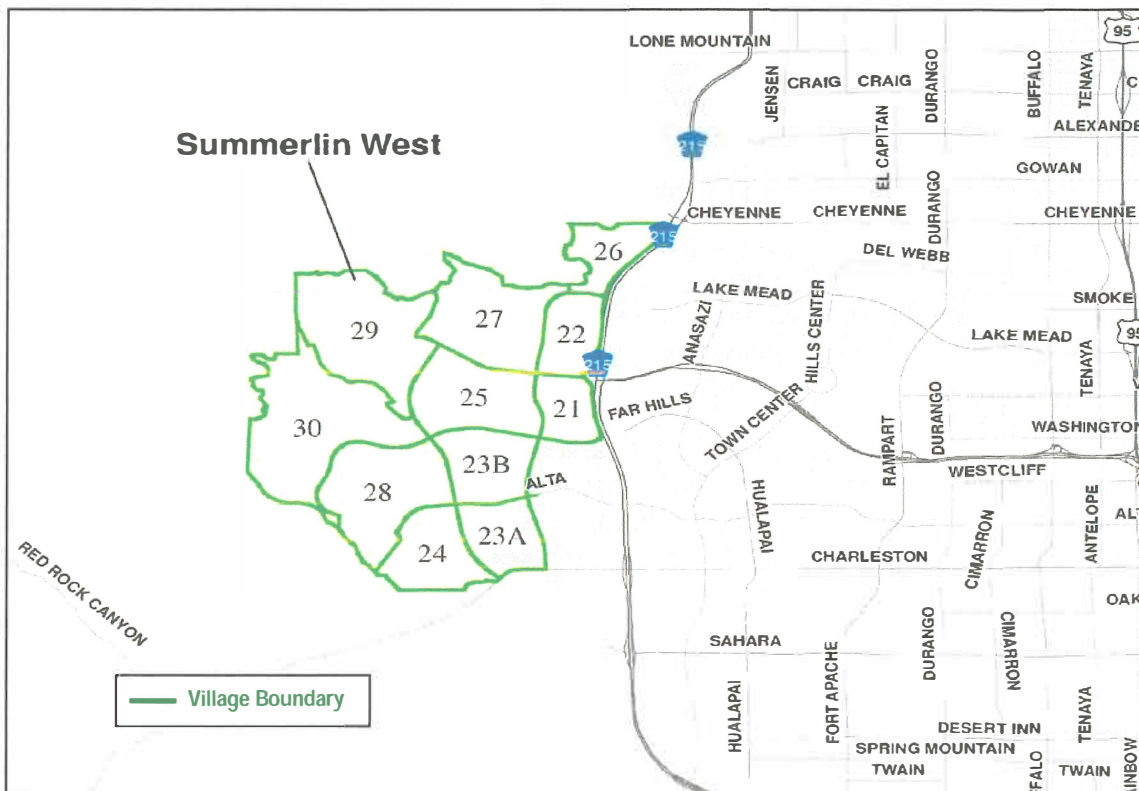 95
LONE MOUNTAIN
JENSEN
CRAIG
CRAIG
DURANGO
BUFFALO
TENAYA
C
ALEXANDE
Summerlin West
215
EL CAPITAN
GOWAN
CHEYENNE
CHEYENNE
CHEYENNE
DURANGO
215
26
DEL WEBB
LAKE MEAD
SMOKE
29
27
22
ANASAZI
HILLS CENTER
LAKE MEAD
95
215
TENAYA
25
21
FAR HILLS
TOWN CENTER
RAMPART
DURANGO
WASHINGTON
30
23B
WESTCLIFF
28
ALTA
HUALAPAI
ANTELOPE
ALT
24
23A
CIMARRON
CHARLESTON
RED ROCK CANYON
OAK
SAHARA
DURANGO
CIMARRON
Village Boundary
HUALAPAI
FORT APACHE
TENAYA
DESERT INN
SPRING MOUNTAIN
TWAIN
FALO
TWAIN
AINBOW